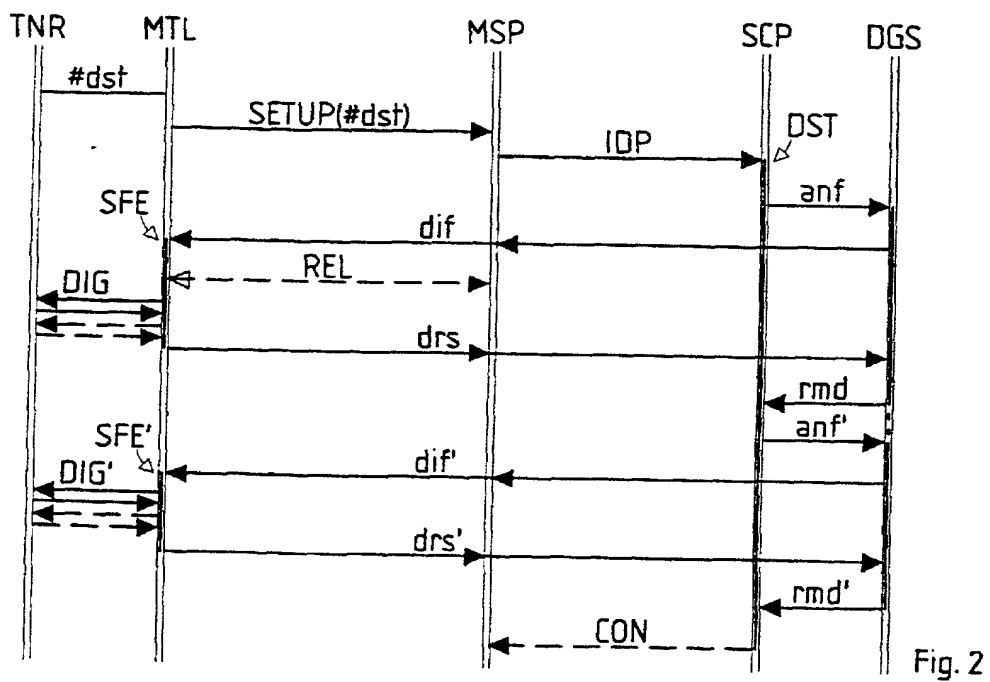 TNR MTL MSP SCP DGS
#dst
SETUP(#dst)
IDP
DST
anf
SFE
dif
REL
DIG
drs
rmd
anf'
SFE'
dif'
DIG'
drs'
rmd'
CON
Fig. 2